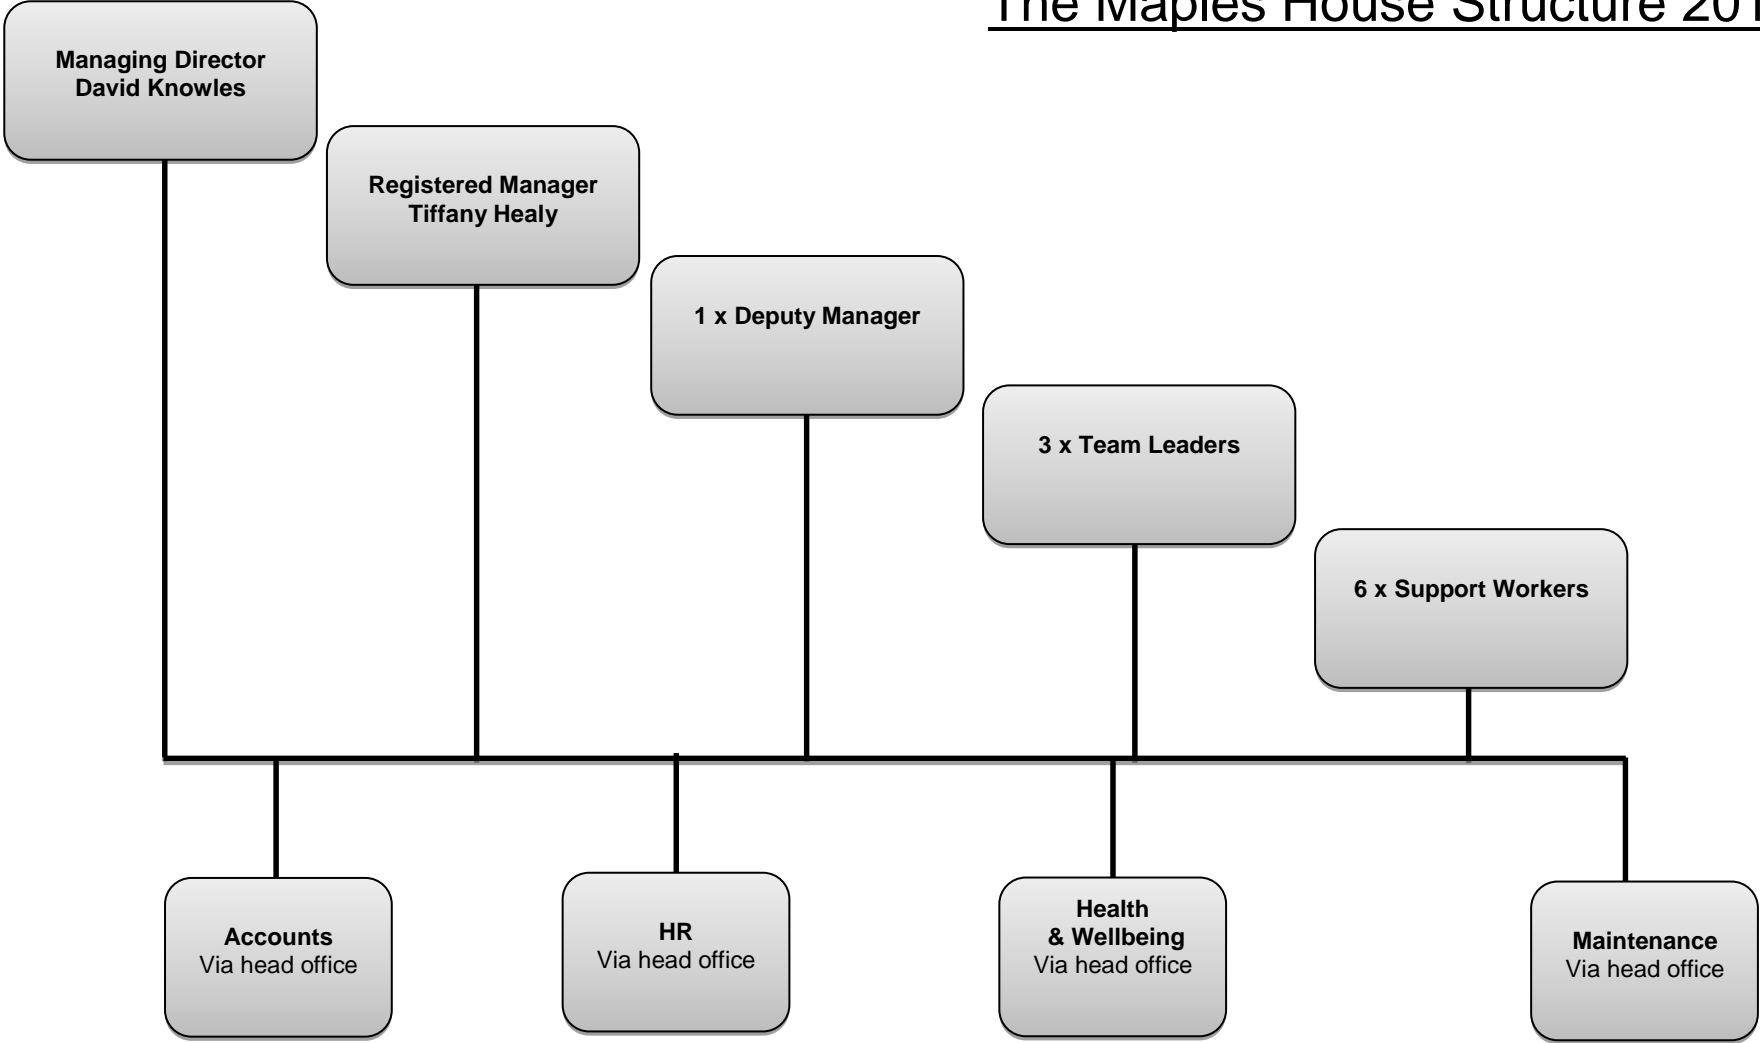 The Maples House Structure 201
Managing Director
David Knowles
Registered Manager
Tiffany Healy
1 x Deputy Manager
3 x Team Leaders
6 x Support Workers
Accounts
Via head office
HR
Via head office
Health
& Wellbeing
Via head office
Maintenance
Via head office